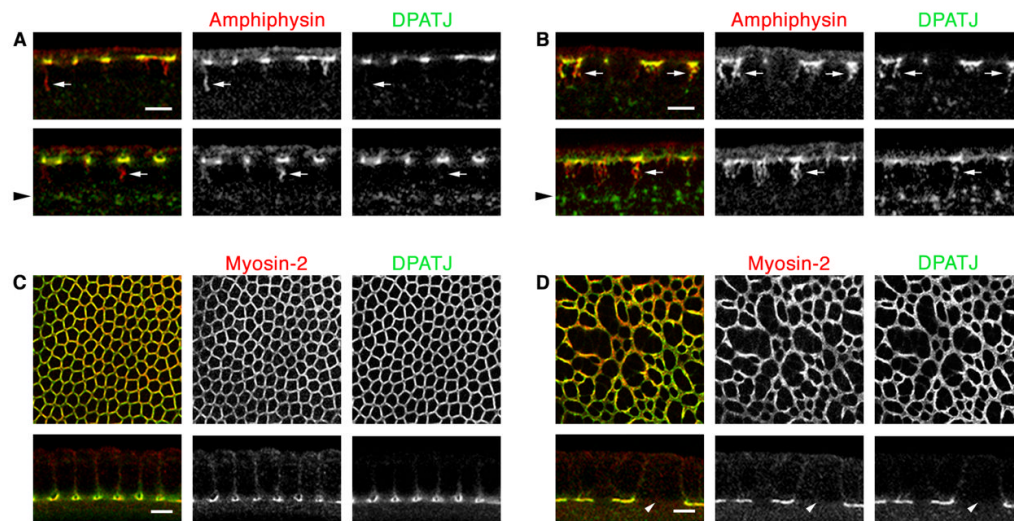 Amphiphysin DPATJ
A
Amphiphysin DPATJ
B
Myosin-2 DPATJ
C
Myosin-2 DPATJ
D